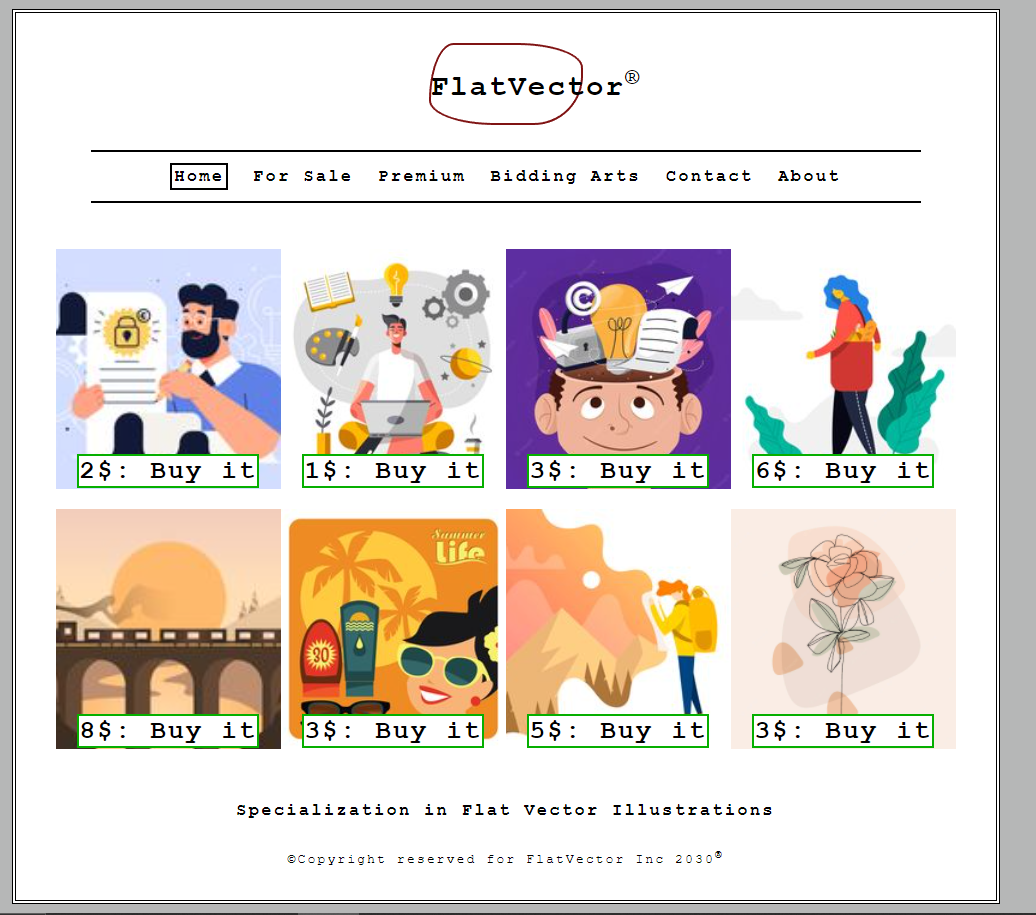 FlatVector®
Home For Sale Premium Bidding Arts Contact About
©
2$: Buy it 1$: Buy it 3$: Buy it 6$: Buy it
Summer
Life
30
8$: Buy it 3$: Buy it 5$: Buy it 3$: Buy it
Specialization in Flat Vector Illustrations
©Copyright reserved for FlatVector Inc 2030®